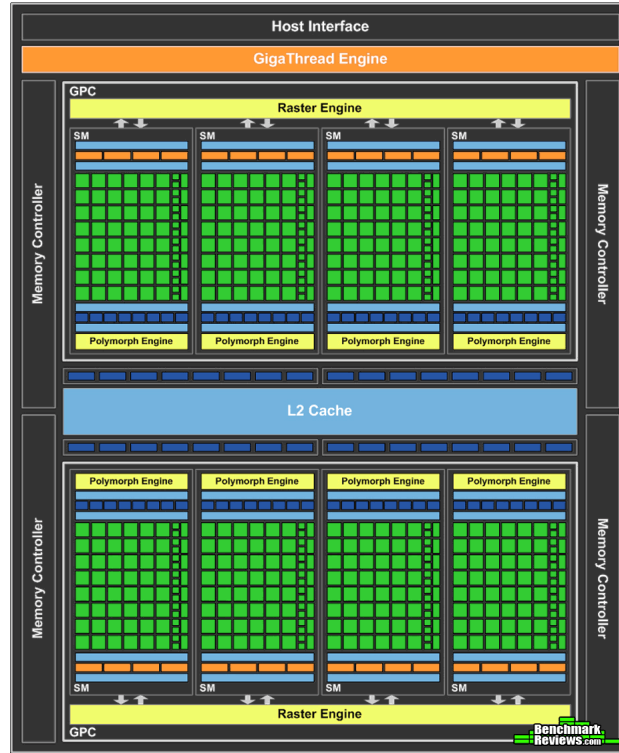 Host Interface
GigaThread Engine
GPC
Raster Engine
SM SM SM SM
Memory Controller
Memory Controller
Polymorph Engine Polymorph Engine Polymorph Engine Polymorph Engine
L2 Cache
Polymorph Engine Polymorph Engine Polymorph Engine Polymorph Engine
Memory Controller
Memory Controller
SM SM SM SM
Raster Engine
GPC
Benchmark
Reviews.com